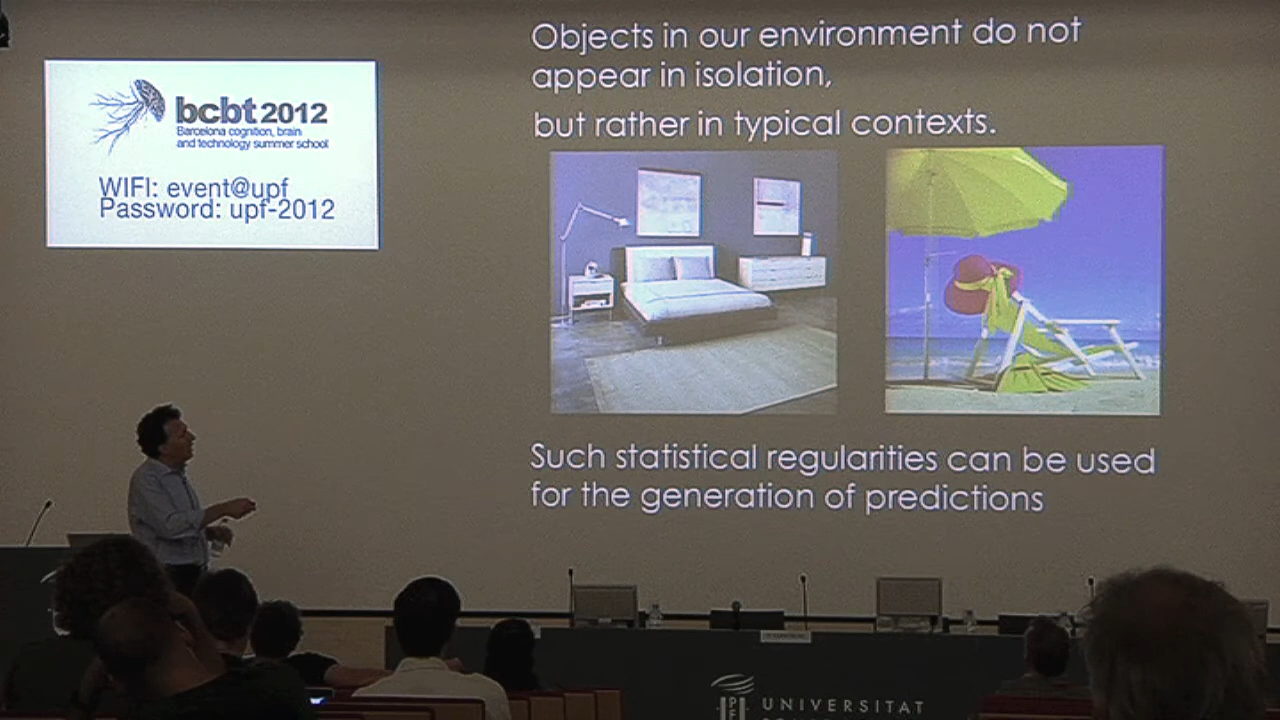 bcbt 2012
Barcelona cognition, brain
and technology summer school
WIFI: event@upf
Password: upf-2012
Objects in our environment do not
appear in isolation,
but rather in typical contexts.
Such statistical regularities can be used
for the generation of predictions
UNIVERSITAT